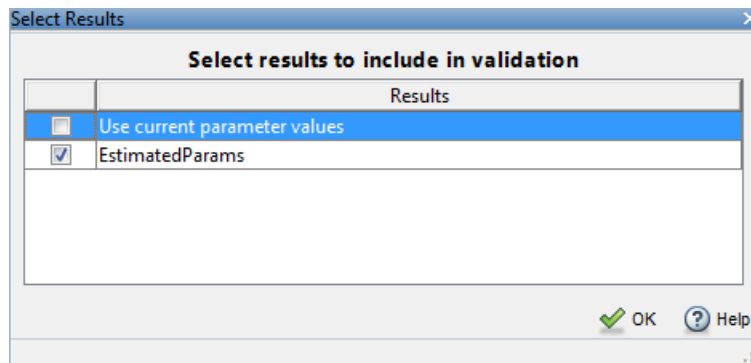 Select Results
Select results to include in validation
Results
Use current parameter values
EstimatedParams
OK Help